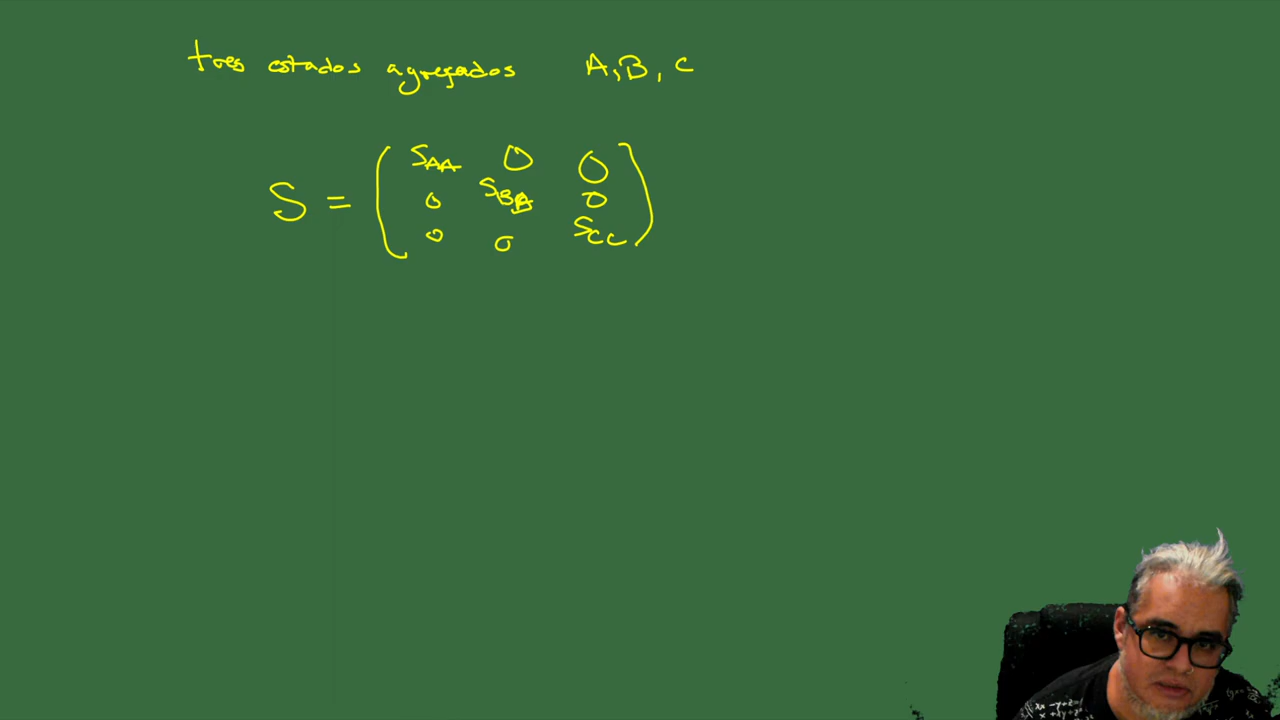 tres estados agregados A, B, C
S = ( S_AA 0 0
0 S_BB 0
0 0 S_CC )